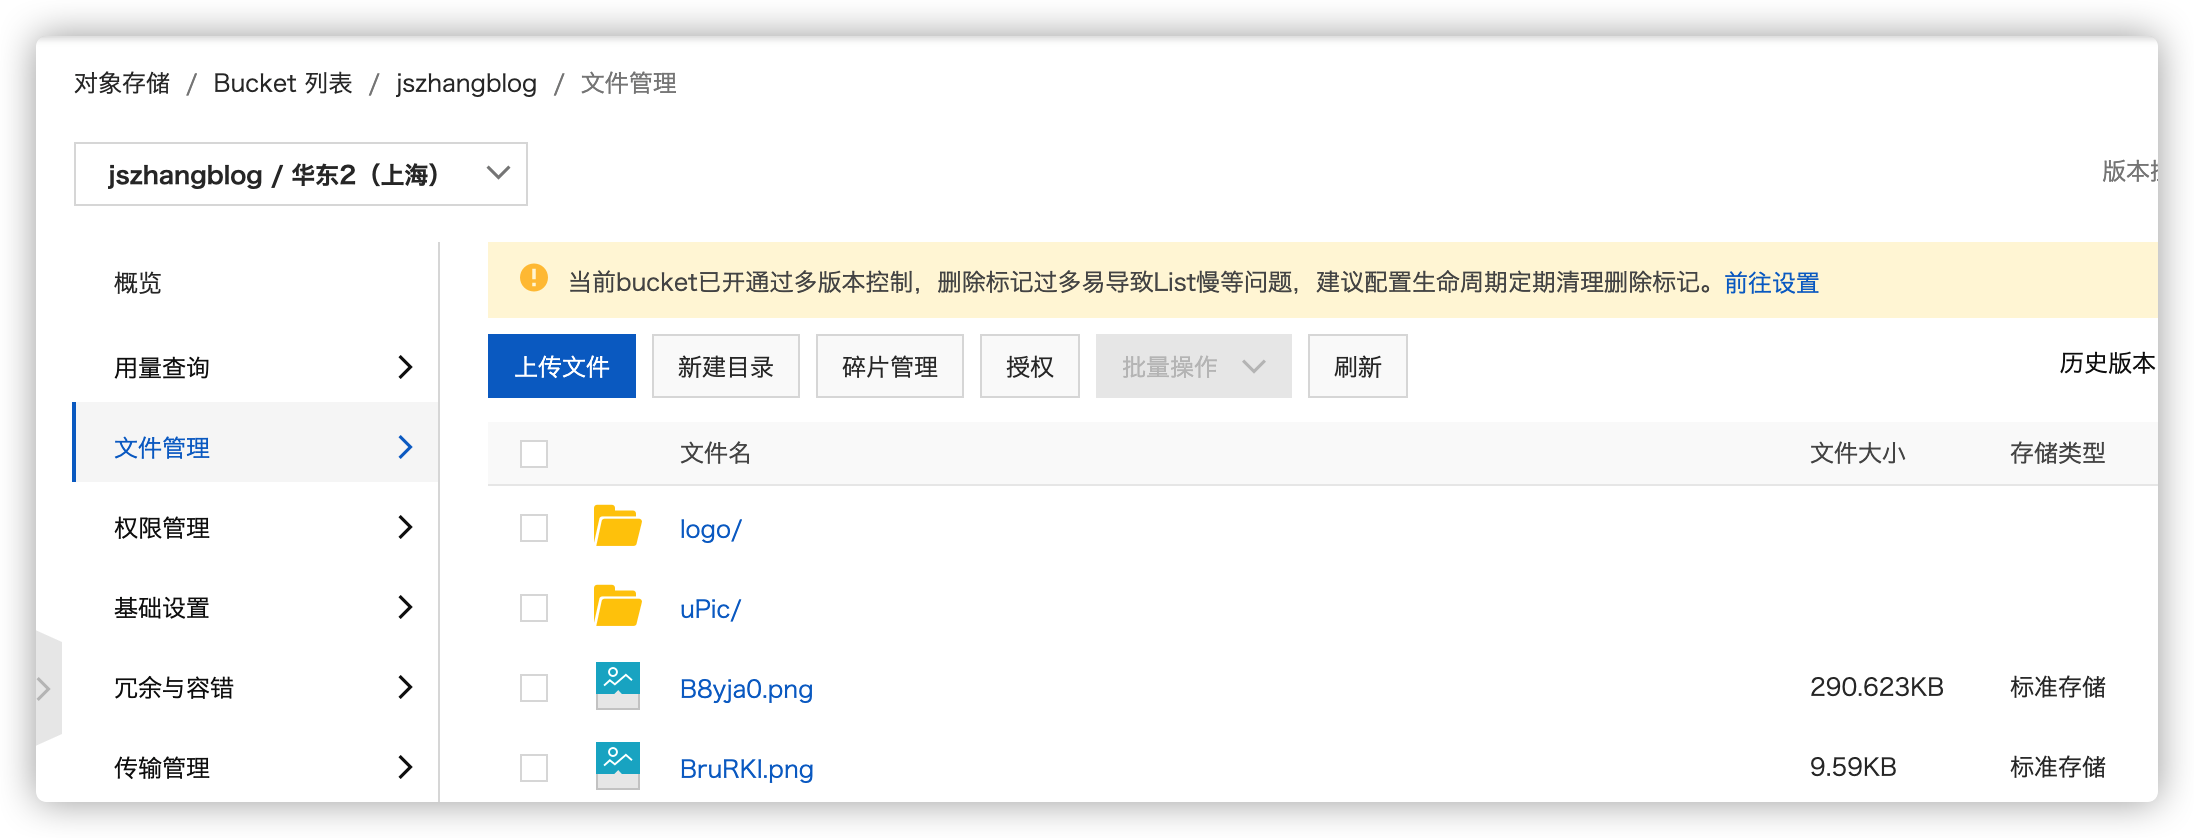 对象存储 / Bucket 列表 / jszhangblog / 文件管理
jszhangblog / 华东2（上海）
版本
概览
当前bucket已开通过多版本控制，删除标记过多易导致List慢等问题，建议配置生命周期定期清理删除标记。前往设置
用量查询
上传文件 新建目录 碎片管理 授权 批量操作 刷新
历史版本
文件管理
文件名 文件大小 存储类型
权限管理
logo/
基础设置
uPic/
冗余与容错
B8yja0.png 290.623KB 标准存储
传输管理
BruRKI.png 9.59KB 标准存储